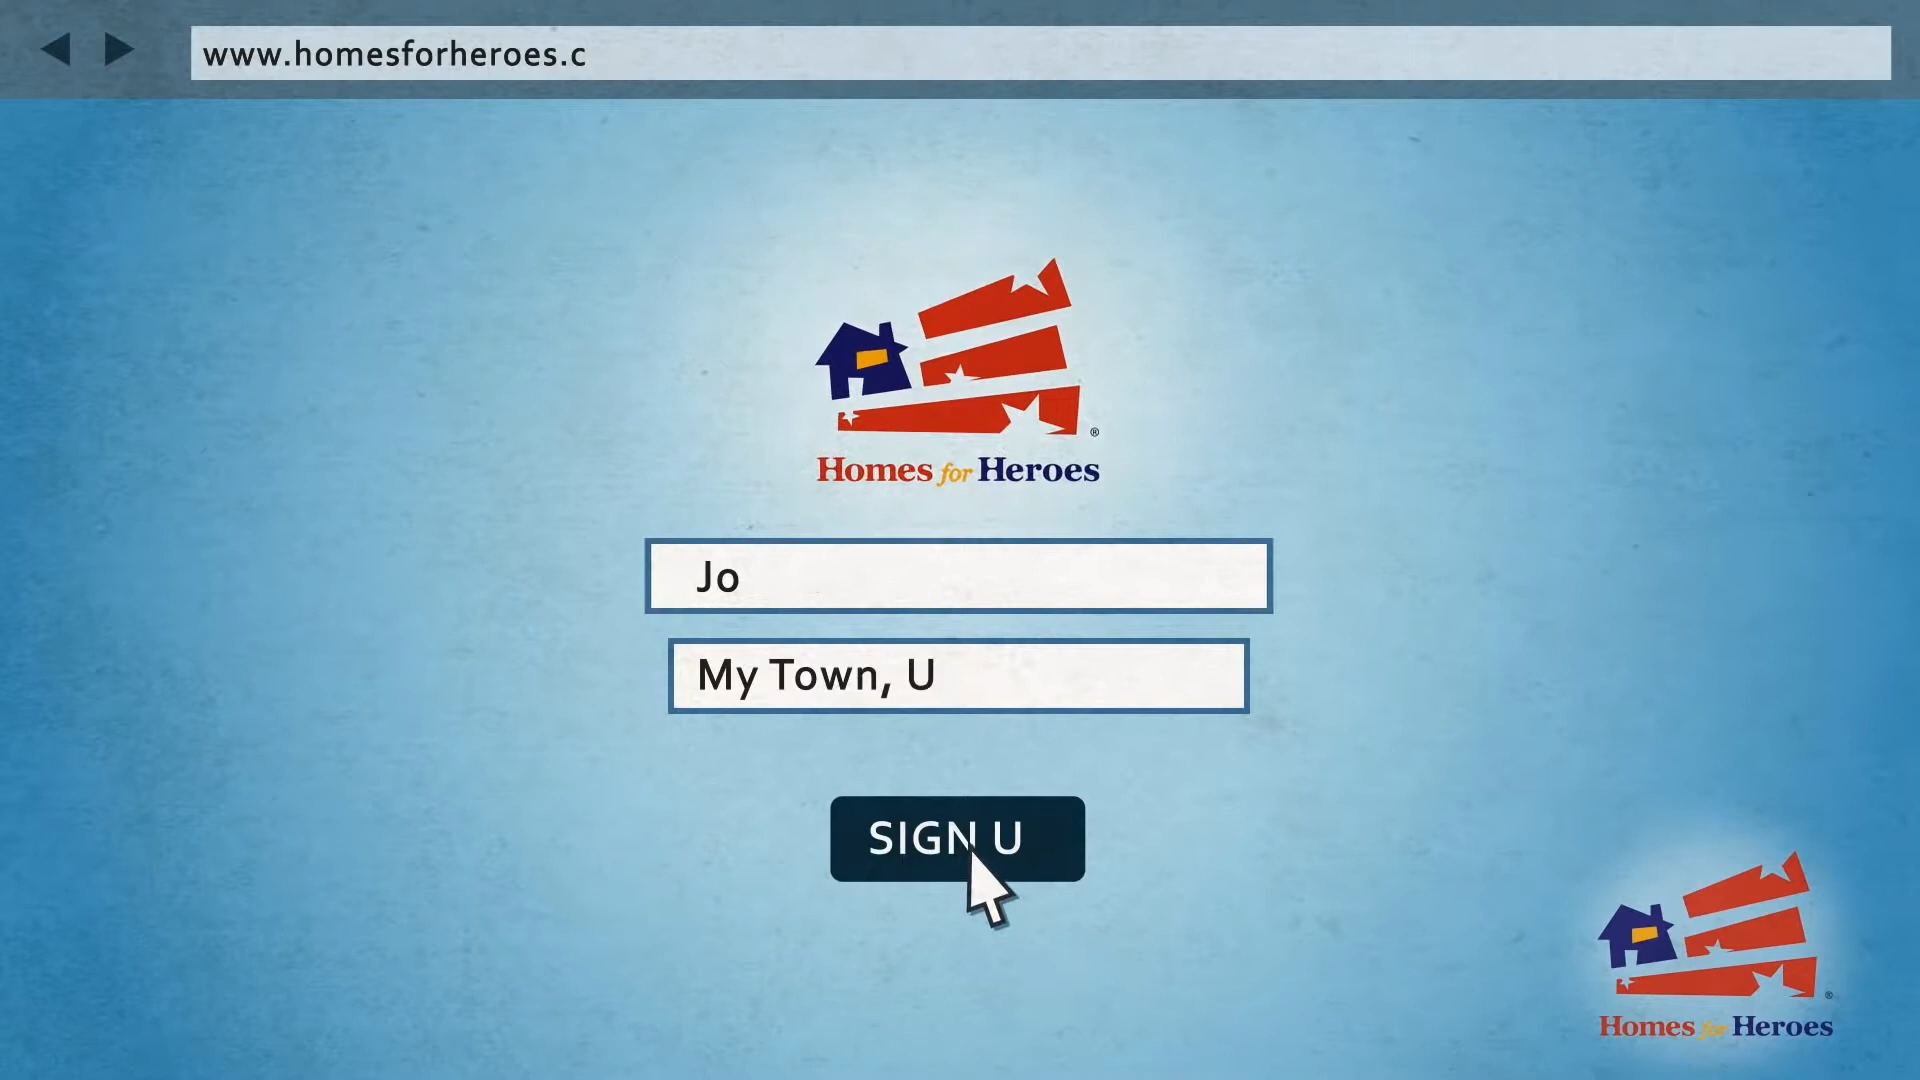 www.homesforheroes.c
®
Homes for Heroes
Jo
My Town, U
SIGN U
®
Homes for Heroes